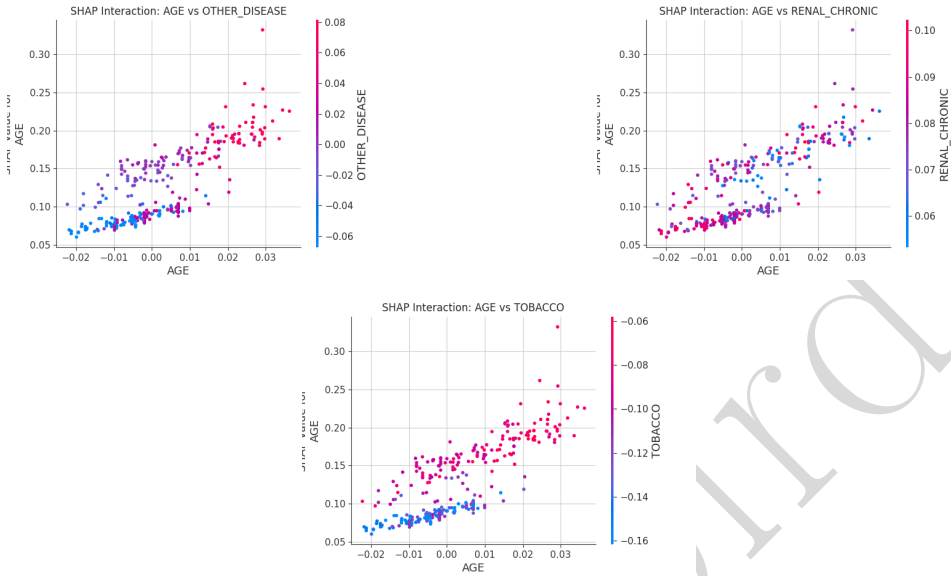 SHAP Interaction: AGE vs OTHER_DISEASE
0.30
0.25
0.20
0.15
0.10
0.05
AGE
−0.02 −0.01 0.00 0.01 0.02 0.03
AGE
0.08
0.06
0.04
0.02
0.00
−0.02
−0.04
−0.06
OTHER_DISEASE
SHAP Interaction: AGE vs RENAL_CHRONIC
0.30
0.25
0.20
0.15
0.10
0.05
AGE
−0.02 −0.01 0.00 0.01 0.02 0.03
AGE
0.10
0.09
0.08
0.07
0.06
RENAL_CHRONIC
SHAP Interaction: AGE vs TOBACCO
0.30
0.25
0.20
0.15
0.10
0.05
AGE
−0.02 −0.01 0.00 0.01 0.02 0.03
AGE
−0.06
−0.08
−0.10
−0.12
−0.14
−0.16
TOBACCO